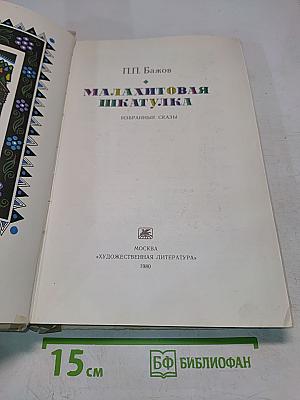 П.П. Бажов
МАЛАХИТОВАЯ
ШКАТУЛКА
ИЗБРАННЫЕ СКАЗЫ
МОСКВА
«ХУДОЖЕСТВЕННАЯ ЛИТЕРАТУРА»
1980
15 см
БФ БИБЛИОФАН